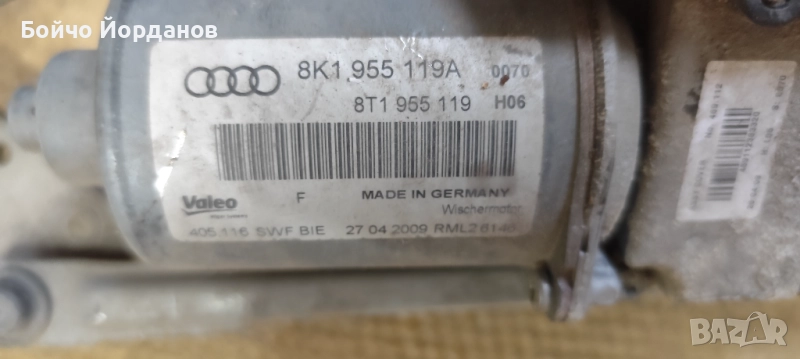 Бойчо Йорданов
8K1 955 119A 0070
8T1 955 119 H06
Valeo F MADE IN GERMANY
Wischermotor
405.116 SWF BIE 27 04 2009
BAZAR